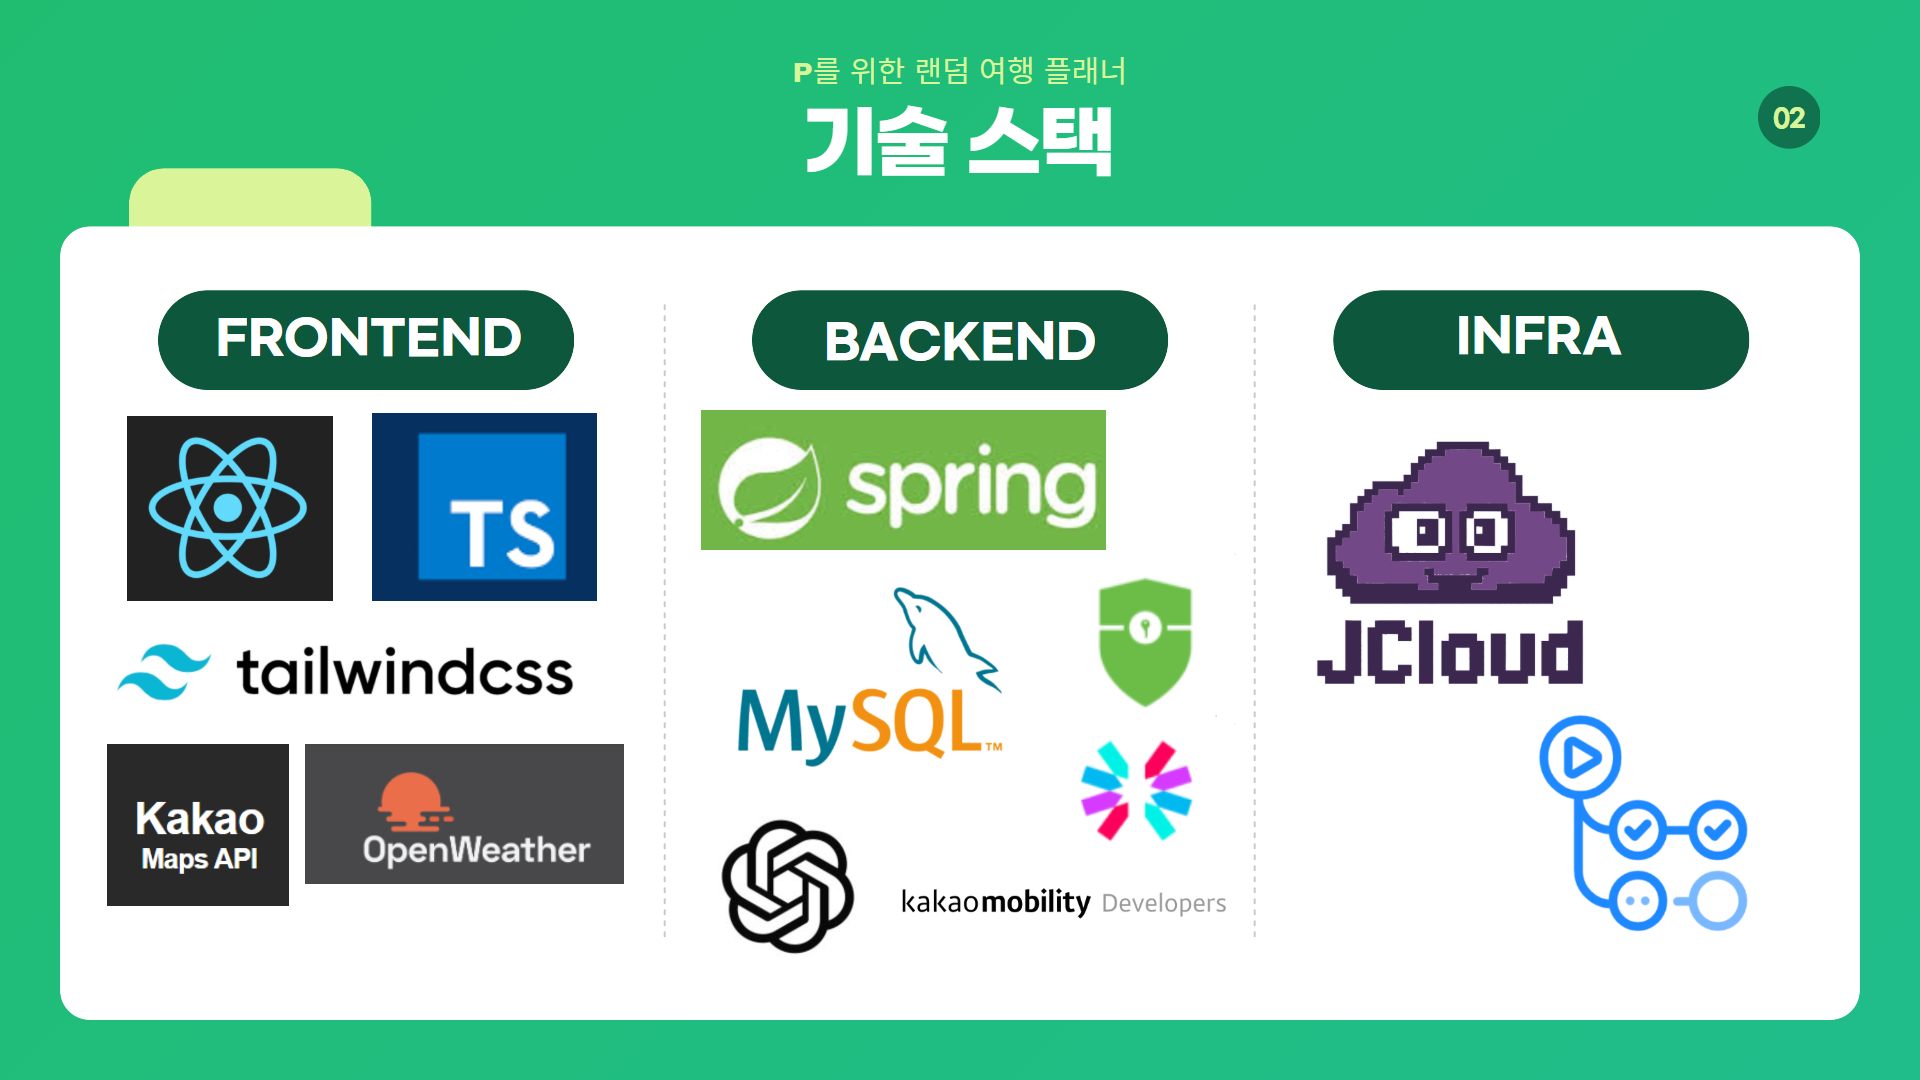 P를 위한 랜덤 여행 플래너
기술 스택
02
FRONTEND
TS
tailwindcss
Kakao
Maps API
OpenWeather
BACKEND
spring
MySQL™
kakaomobility Developers
INFRA
JCloud